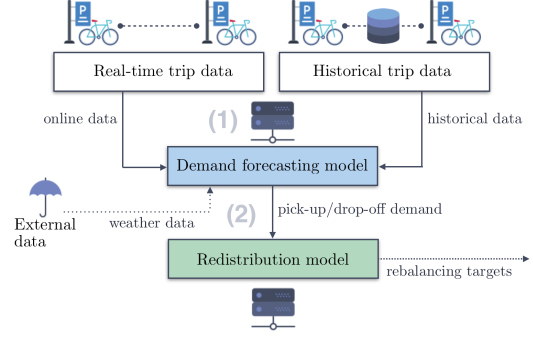 P P P P
Real-time trip data Historical trip data
online data (1) historical data
Demand forecasting model
External
data
weather data
(2) pick-up/drop-off demand
Redistribution model
rebalancing targets